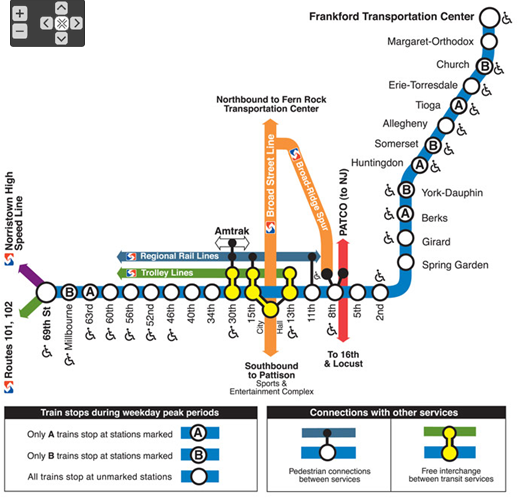 Frankford Transportation Center
Margaret-Orthodox
Church
B
Erie-Torresdale
Tioga
A
Allegheny
Somerset
B
Huntingdon
A
York-Dauphin
B
Berks
A
Girard
Spring Garden
Northbound to Fern Rock
Transportation Center
Broad Street Line
Broad-Ridge Spur
PATCO (to NJ)
Norristown High
Speed Line
Amtrak
Regional Rail Lines
Trolley Lines
Routes 101, 102
69th St
B
Millbourne
A
63rd
60th
56th
52nd
46th
40th
34th
30th
15th
City
Hall
13th
11th
8th
5th
2nd
Southbound
to Pattison
Sports &
Entertainment Complex
To 16th
& Locust
Train stops during weekday peak periods
Only A trains stop at stations marked
A
Only B trains stop at stations marked
B
All trains stop at unmarked stations
Connections with other services
Pedestrian connections
between services
Free interchange
between transit services